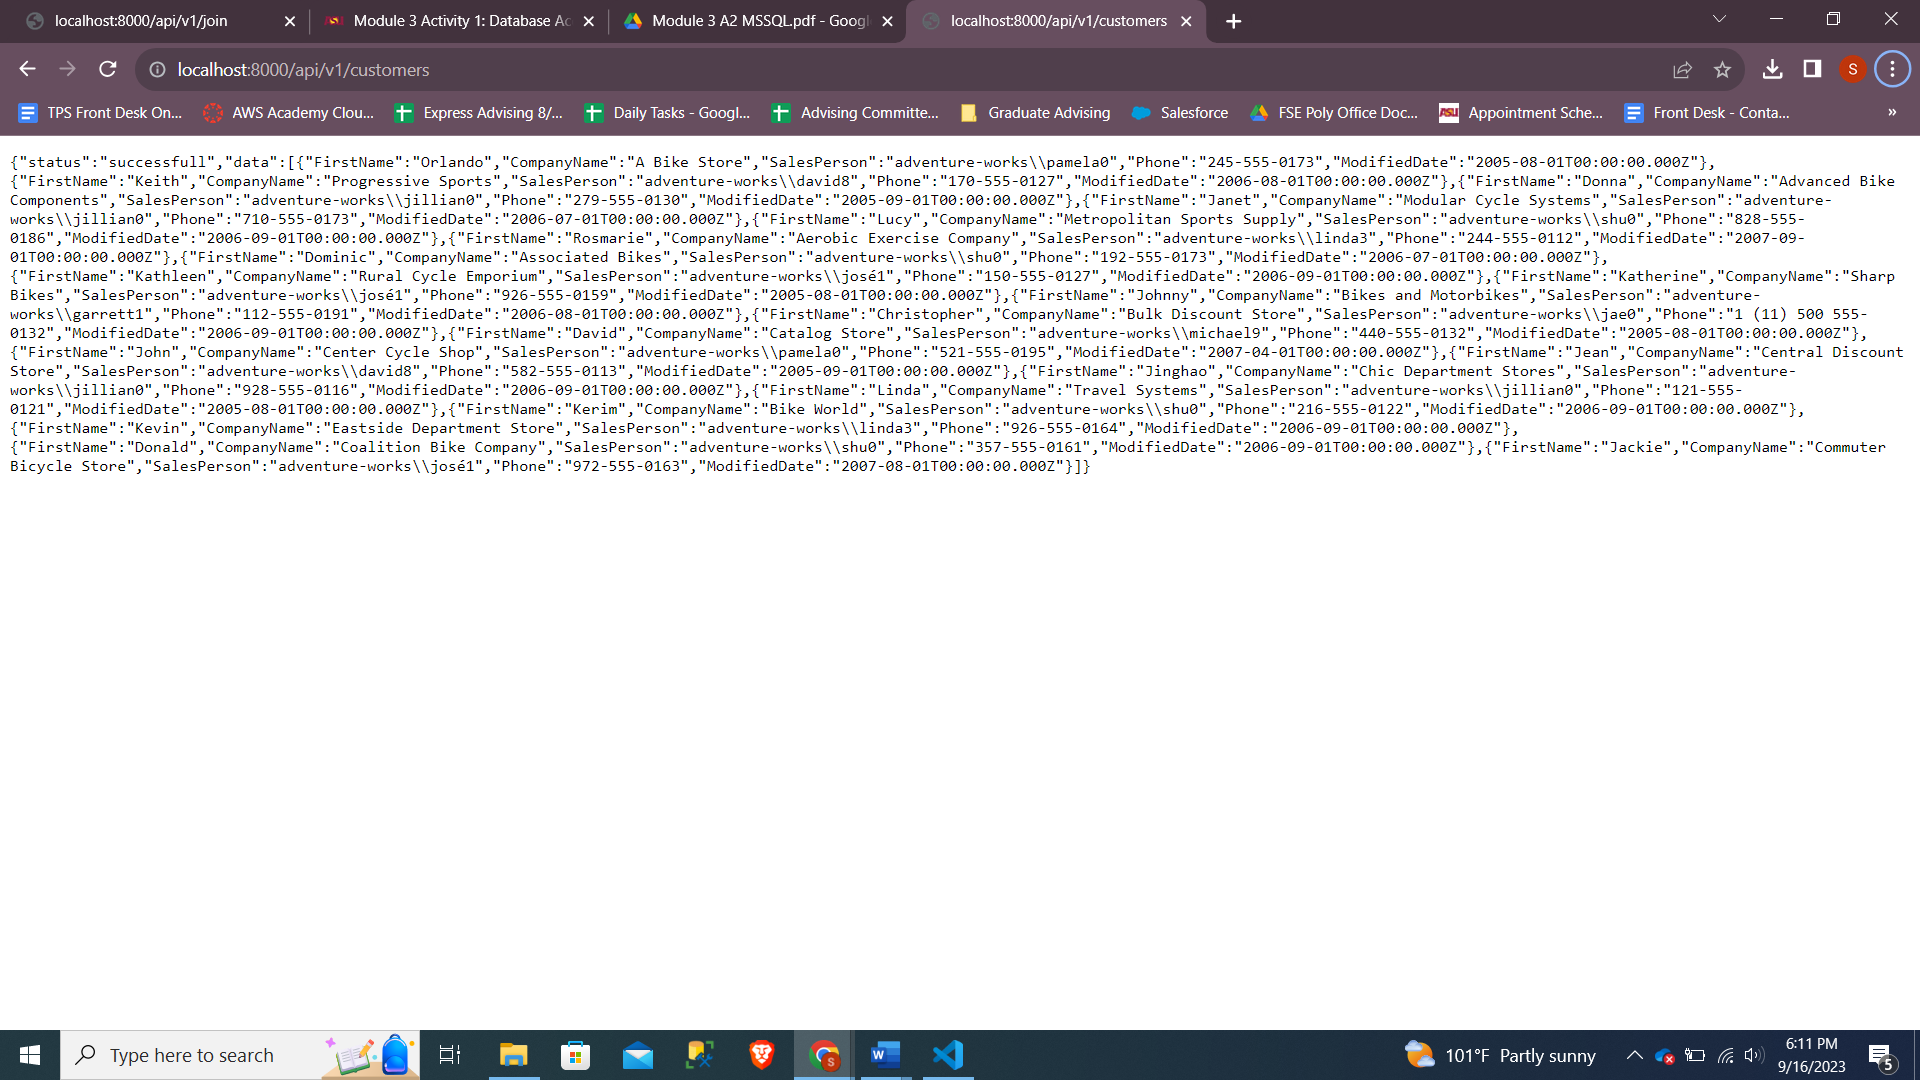 localhost:8000/api/v1/join
Module 3 Activity 1: Database Ac
Module 3 A2 MSSQL.pdf - Googl
localhost:8000/api/v1/customers
localhost:8000/api/v1/customers
S
TPS Front Desk On...
AWS Academy Clou...
Express Advising 8/...
Daily Tasks - Googl...
Advising Committe...
Graduate Advising
Salesforce
FSE Poly Office Doc...
ASU
Appointment Sche...
Front Desk - Conta...
»
{"status":"successfull","data":[{"FirstName":"Orlando","CompanyName":"A Bike Store","SalesPerson":"adventure-works\\pamela0","Phone":"245-555-0173","ModifiedDate":"2005-08-01T00:00:00.000Z"},
{"FirstName":"Keith","CompanyName":"Progressive Sports","SalesPerson":"adventure-works\\david8","Phone":"170-555-0127","ModifiedDate":"2006-08-01T00:00:00.000Z"},{"FirstName":"Donna","CompanyName":"Advanced Bike
Components","SalesPerson":"adventure-works\\jillian0","Phone":"279-555-0130","ModifiedDate":"2005-09-01T00:00:00.000Z"},{"FirstName":"Janet","CompanyName":"Modular Cycle Systems","SalesPerson":"adventure-
works\\jillian0","Phone":"710-555-0173","ModifiedDate":"2006-07-01T00:00:00.000Z"},{"FirstName":"Lucy","CompanyName":"Metropolitan Sports Supply","SalesPerson":"adventure-works\\shu0","Phone":"828-555-
0186","ModifiedDate":"2006-09-01T00:00:00.000Z"},{"FirstName":"Rosmarie","CompanyName":"Aerobic Exercise Company","SalesPerson":"adventure-works\\linda3","Phone":"244-555-0112","ModifiedDate":"2007-09-
01T00:00:00.000Z"},{"FirstName":"Dominic","CompanyName":"Associated Bikes","SalesPerson":"adventure-works\\shu0","Phone":"192-555-0173","ModifiedDate":"2006-07-01T00:00:00.000Z"},
{"FirstName":"Kathleen","CompanyName":"Rural Cycle Emporium","SalesPerson":"adventure-works\\josé1","Phone":"150-555-0127","ModifiedDate":"2006-09-01T00:00:00.000Z"},{"FirstName":"Katherine","CompanyName":"Sharp
Bikes","SalesPerson":"adventure-works\\josé1","Phone":"926-555-0159","ModifiedDate":"2005-08-01T00:00:00.000Z"},{"FirstName":"Johnny","CompanyName":"Bikes and Motorbikes","SalesPerson":"adventure-
works\\garrett1","Phone":"112-555-0191","ModifiedDate":"2006-08-01T00:00:00.000Z"},{"FirstName":"Christopher","CompanyName":"Bulk Discount Store","SalesPerson":"adventure-works\\jae0","Phone":"1 (11) 500 555-
0132","ModifiedDate":"2006-09-01T00:00:00.000Z"},{"FirstName":"David","CompanyName":"Catalog Store","SalesPerson":"adventure-works\\michael9","Phone":"440-555-0132","ModifiedDate":"2005-08-01T00:00:00.000Z"},
{"FirstName":"John","CompanyName":"Center Cycle Shop","SalesPerson":"adventure-works\\pamela0","Phone":"521-555-0195","ModifiedDate":"2007-04-01T00:00:00.000Z"},{"FirstName":"Jean","CompanyName":"Central Discount
Store","SalesPerson":"adventure-works\\david8","Phone":"582-555-0113","ModifiedDate":"2005-09-01T00:00:00.000Z"},{"FirstName":"Jinghao","CompanyName":"Chic Department Stores","SalesPerson":"adventure-
works\\jillian0","Phone":"928-555-0116","ModifiedDate":"2006-09-01T00:00:00.000Z"},{"FirstName":"Linda","CompanyName":"Travel Systems","SalesPerson":"adventure-works\\jillian0","Phone":"121-555-
0121","ModifiedDate":"2005-08-01T00:00:00.000Z"},{"FirstName":"Kerim","CompanyName":"Bike World","SalesPerson":"adventure-works\\shu0","Phone":"216-555-0122","ModifiedDate":"2006-09-01T00:00:00.000Z"},
{"FirstName":"Kevin","CompanyName":"Eastside Department Store","SalesPerson":"adventure-works\\linda3","Phone":"926-555-0164","ModifiedDate":"2006-09-01T00:00:00.000Z"},
{"FirstName":"Donald","CompanyName":"Coalition Bike Company","SalesPerson":"adventure-works\\shu0","Phone":"357-555-0161","ModifiedDate":"2006-09-01T00:00:00.000Z"},{"FirstName":"Jackie","CompanyName":"Commuter
Bicycle Store","SalesPerson":"adventure-works\\josé1","Phone":"972-555-0163","ModifiedDate":"2007-08-01T00:00:00.000Z"}]}
Type here to search
101°F Partly sunny
6:11 PM
9/16/2023
5